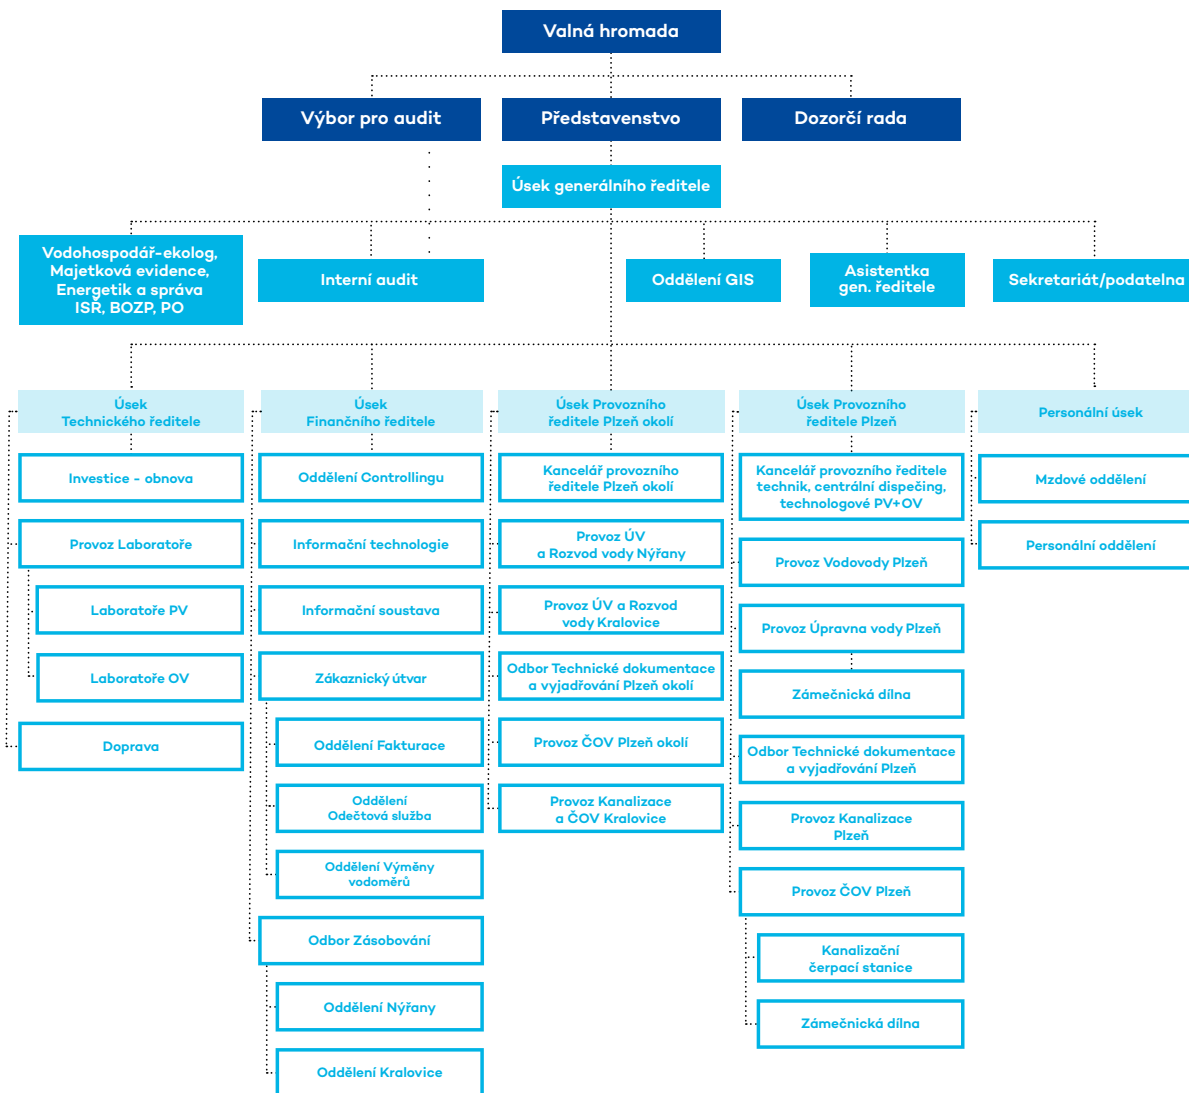 Valná hromada
Výbor pro audit
Představenstvo
Dozorčí rada
Úsek generálního ředitele
Vodohospodář-ekolog,
Majetková evidence,
Energetik a správa
ISŘ, BOZP, PO
Interní audit
Oddělení GIS
Asistentka
gen. ředitele
Sekretariát/podatelna
Úsek
Technického ředitele
Investice - obnova
Provoz Laboratoře
Laboratoře PV
Laboratoře OV
Doprava
Úsek
Finančního ředitele
Oddělení Controllingu
Informační technologie
Informační soustava
Zákaznický útvar
Oddělení Fakturace
Oddělení
Odečtová služba
Oddělení Výměny
vodoměrů
Odbor Zásobování
Oddělení Nýřany
Oddělení Kralovice
Úsek Provozního
ředitele Plzeň okolí
Kancelář provozního
ředitele Plzeň okolí
Provoz ÚV
a Rozvod vody Nýřany
Provoz ÚV a Rozvod
vody Kralovice
Odbor Technické dokumentace
a vyjadřování Plzeň okolí
Provoz ČOV Plzeň okolí
Provoz Kanalizace
a ČOV Kralovice
Úsek Provozního
ředitele Plzeň
Kancelář provozního ředitele
technik, centrální dispečing,
technologové PV+OV
Provoz Vodovody Plzeň
Provoz Úpravna vody Plzeň
Zámečnická dílna
Odbor Technické dokumentace
a vyjadřování Plzeň
Provoz Kanalizace
Plzeň
Provoz ČOV Plzeň
Kanalizační
čerpací stanice
Zámečnická dílna
Personální úsek
Mzdové oddělení
Personální oddělení